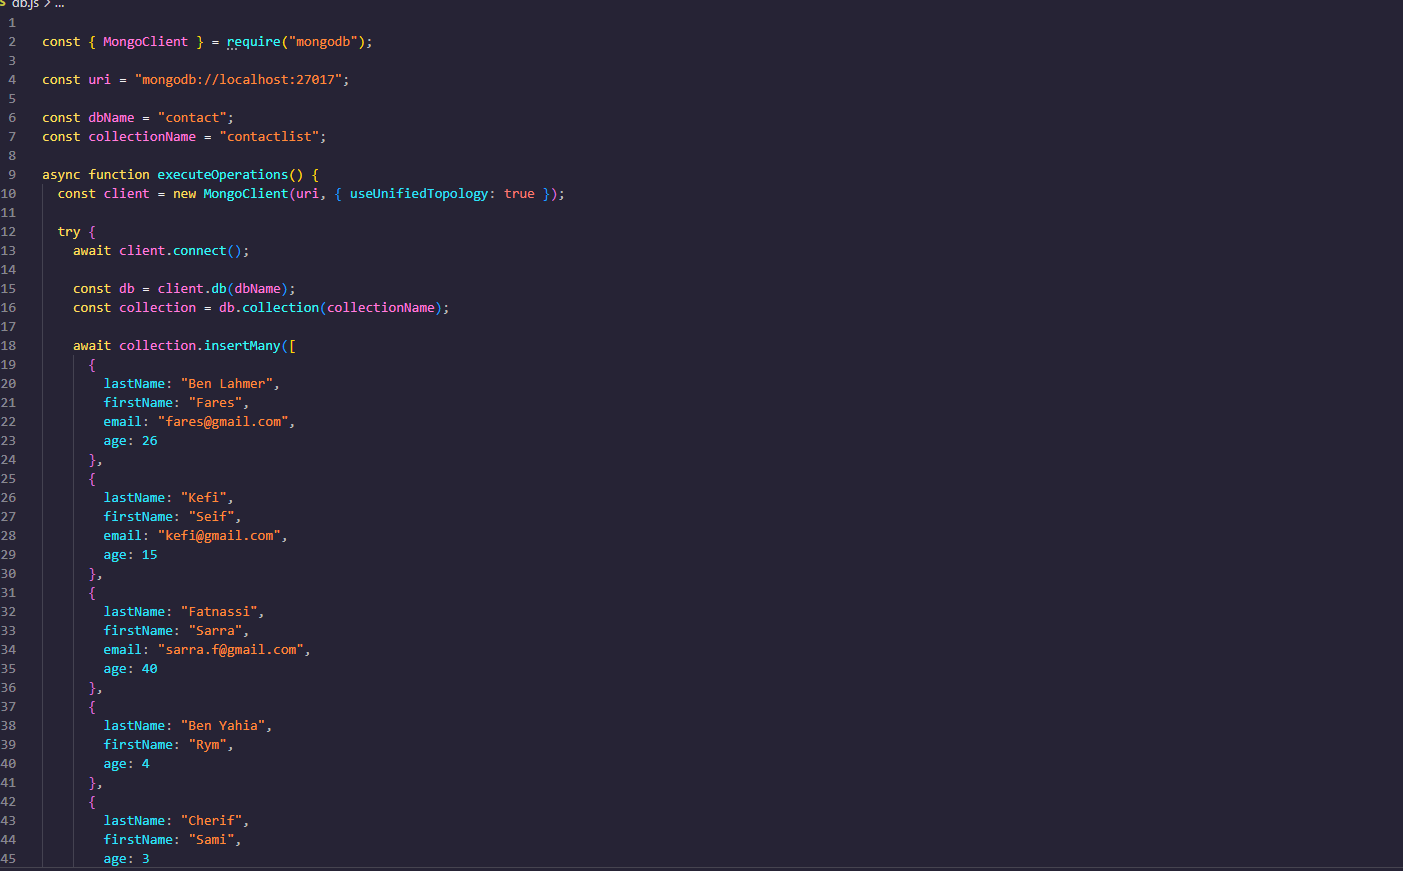 db.js > ...
1
2 const { MongoClient } = require("mongodb");
3
4 const uri = "mongodb://localhost:27017";
5
6 const dbName = "contact";
7 const collectionName = "contactlist";
8
9 async function executeOperations() {
10 const client = new MongoClient(uri, { useUnifiedTopology: true });
11
12 try {
13 await client.connect();
14
15 const db = client.db(dbName);
16 const collection = db.collection(collectionName);
17
18 await collection.insertMany([
19 {
20 lastName: "Ben Lahmer",
21 firstName: "Fares",
22 email: "fares@gmail.com",
23 age: 26
24 },
25 {
26 lastName: "Kefi",
27 firstName: "Seif",
28 email: "kefi@gmail.com",
29 age: 15
30 },
31 {
32 lastName: "Fatnassi",
33 firstName: "Sarra",
34 email: "sarra.f@gmail.com",
35 age: 40
36 },
37 {
38 lastName: "Ben Yahia",
39 firstName: "Rym",
40 age: 4
41 },
42 {
43 lastName: "Cherif",
44 firstName: "Sami",
45 age: 3